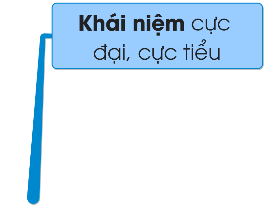 Khái niệm cực
đại, cực tiểu